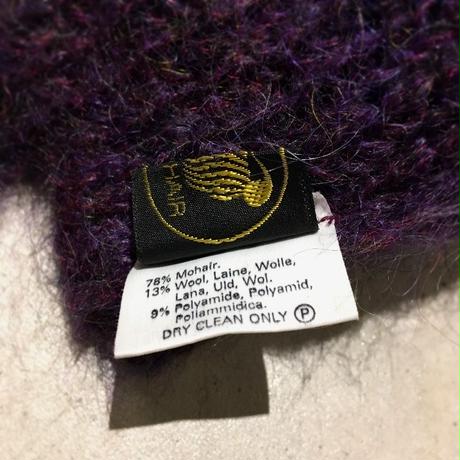 HAIR
78% Mohair.
13% Wool, Laine, Wolle,
Lana, Uld, Wol.
9% Polyamide, Polyamid,
Poliammidica.
DRY CLEAN ONLY Ⓟ